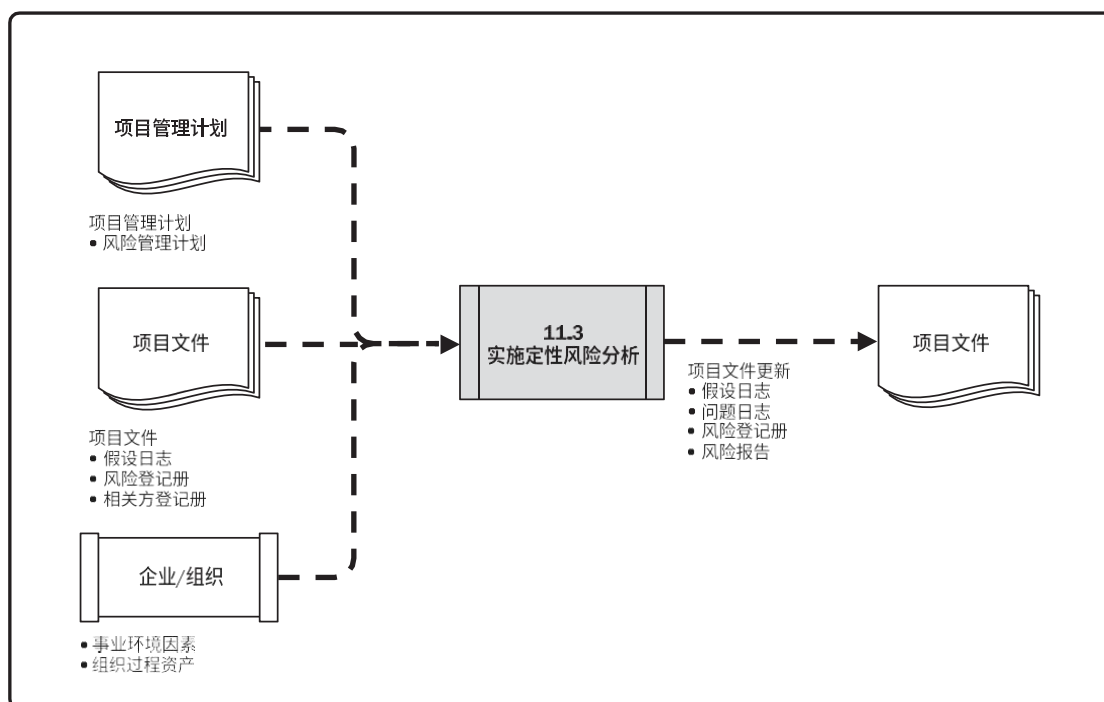 项目管理计划
项目管理计划
• 风险管理计划
项目文件
项目文件
• 假设日志
• 风险登记册
• 相关方登记册
企业/组织
• 事业环境因素
• 组织过程资产
11.3
实施定性风险分析
项目文件更新
• 假设日志
• 问题日志
• 风险登记册
• 风险报告
项目文件